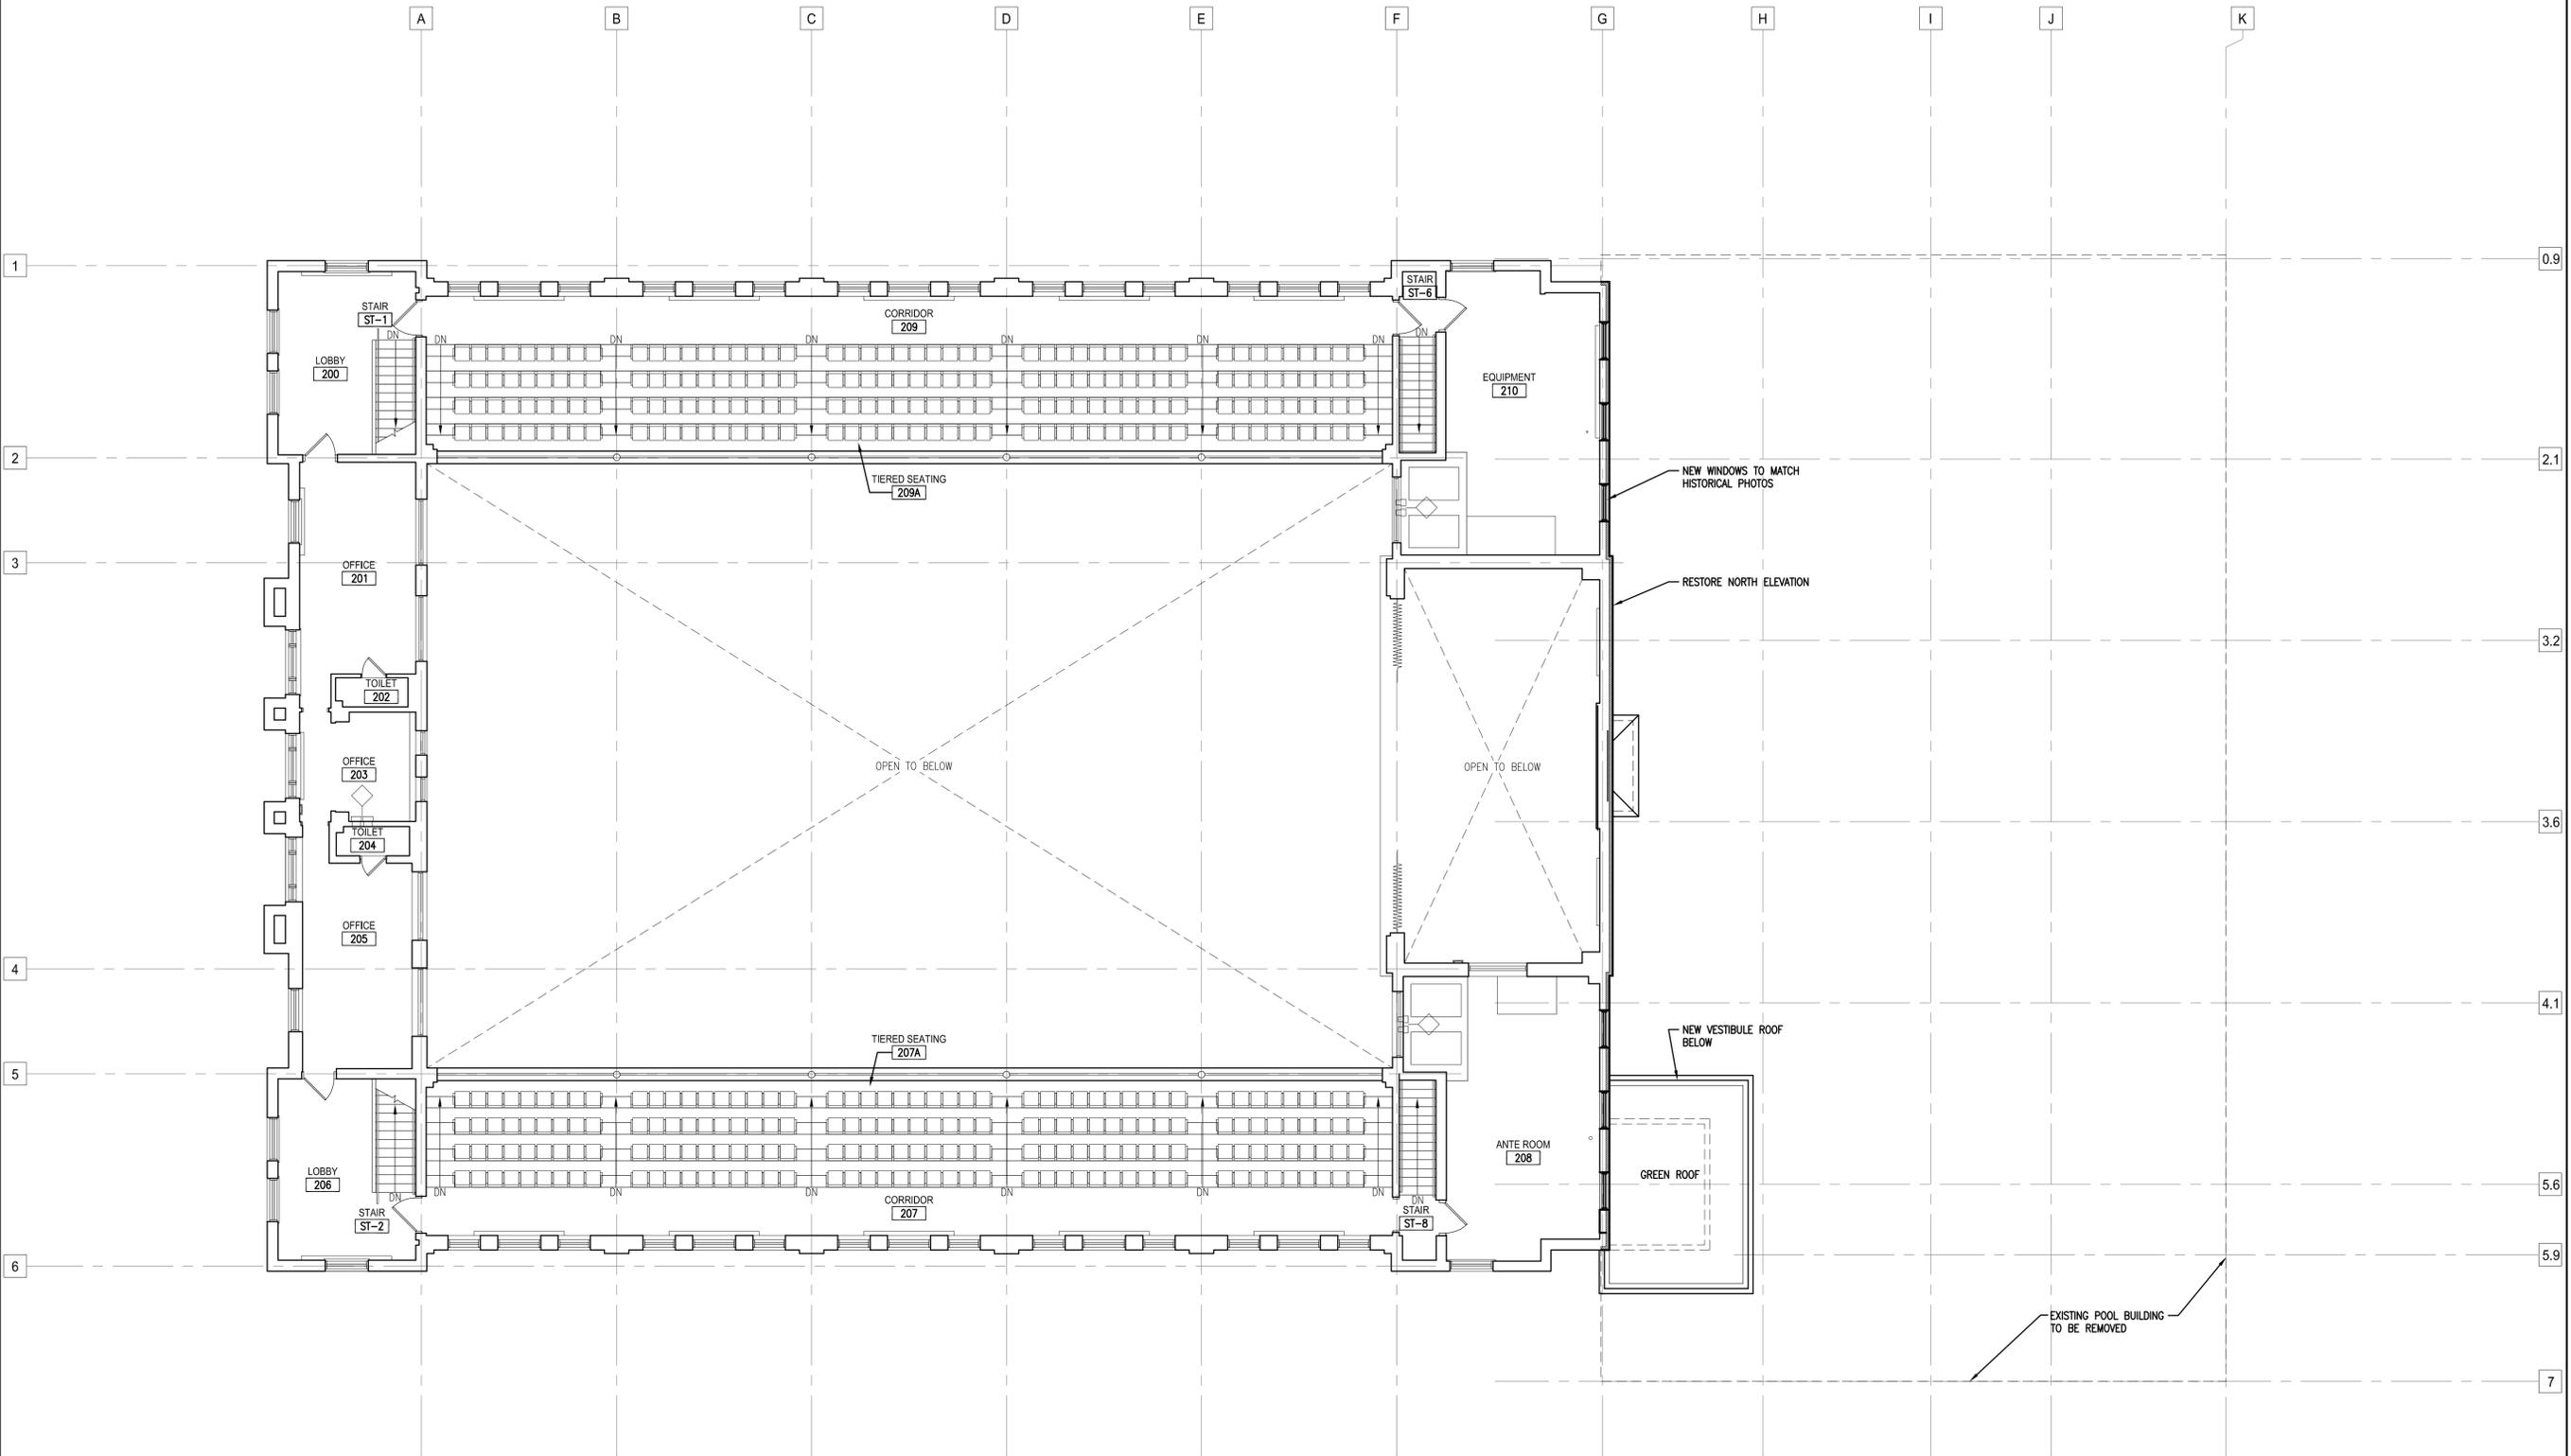 A
B
C
D
E
F
G
H
I
J
K
1
0.9
STAIR
ST-6
STAIR
ST-1
CORRIDOR
209
DN
DN
DN
DN
DN
DN
DN
DN
DN
LOBBY
200
EQUIPMENT
210
2
2.1
NEW WINDOWS TO MATCH
HISTORICAL PHOTOS
TIERED SEATING
209A
3
OFFICE
201
RESTORE NORTH ELEVATION
3.2
TOILET
202
OFFICE
203
OPEN TO BELOW
OPEN TO BELOW
3.6
TOILET
204
OFFICE
205
4
4.1
NEW VESTIBULE ROOF
BELOW
TIERED SEATING
207A
5
ANTE ROOM
208
LOBBY
206
GREEN ROOF
5.6
DN
DN
DN
DN
DN
DN
DN
DN
CORRIDOR
207
STAIR
ST-2
STAIR
ST-8
5.9
6
EXISTING POOL BUILDING
TO BE REMOVED
7